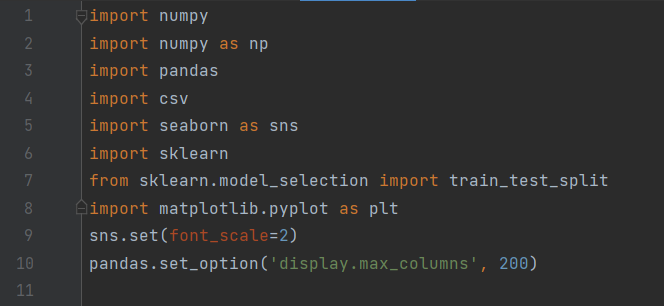 1 import numpy
2 import numpy as np
3 import pandas
4 import csv
5 import seaborn as sns
6 import sklearn
7 from sklearn.model_selection import train_test_split
8 import matplotlib.pyplot as plt
9 sns.set(font_scale=2)
10 pandas.set_option('display.max_columns', 200)
11